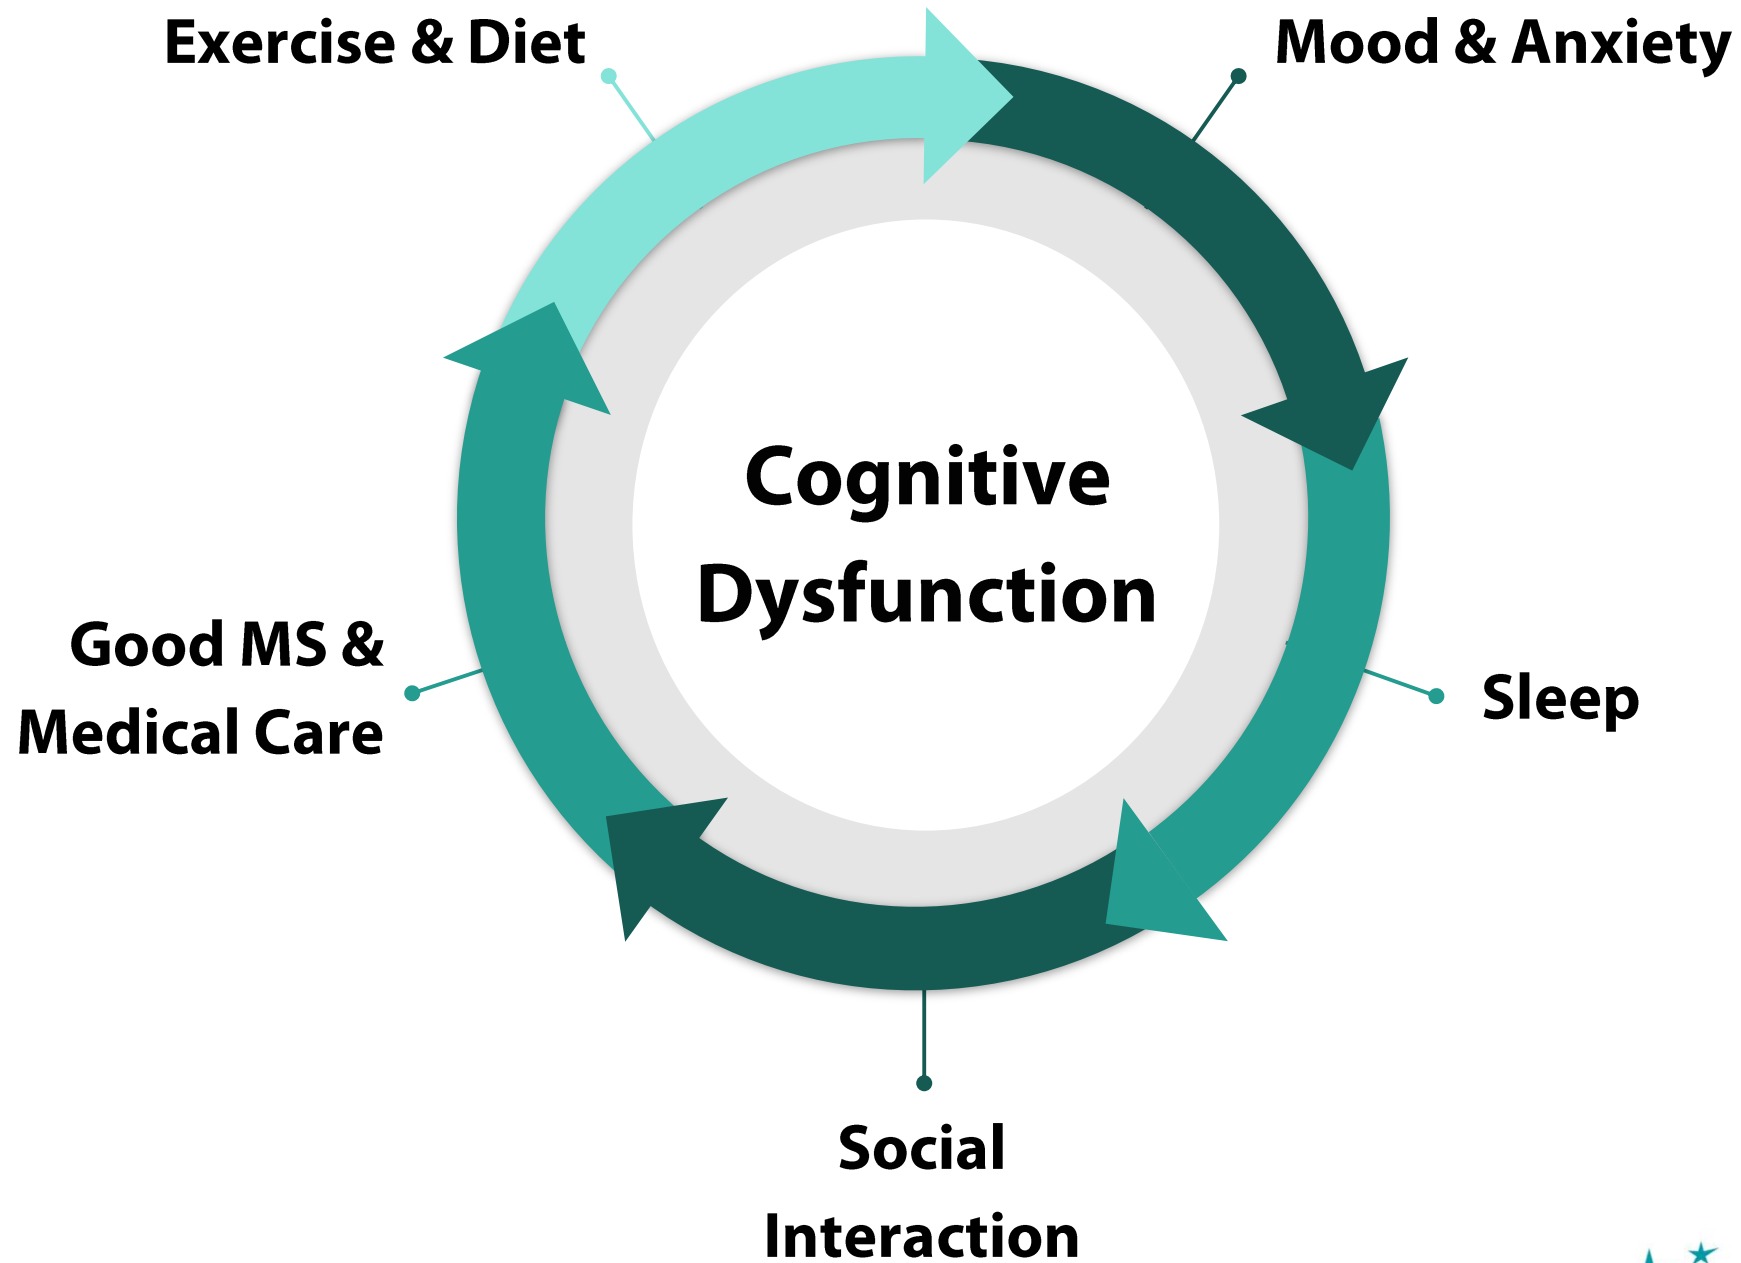 Exercise & Diet
Mood & Anxiety
Cognitive
Dysfunction
Good MS &
Medical Care
Sleep
Social
Interaction